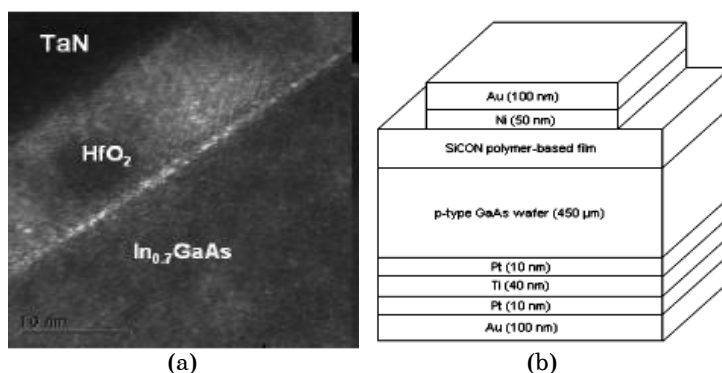 TaN
HfO2
In0.7GaAs
10 nm
(a)
Au (100 nm)
Ni (50 nm)
SiCON polymer-based film
p-type GaAs wafer (450 μm)
Pt (10 nm)
Ti (40 nm)
Pt (10 nm)
Au (100 nm)
(b)